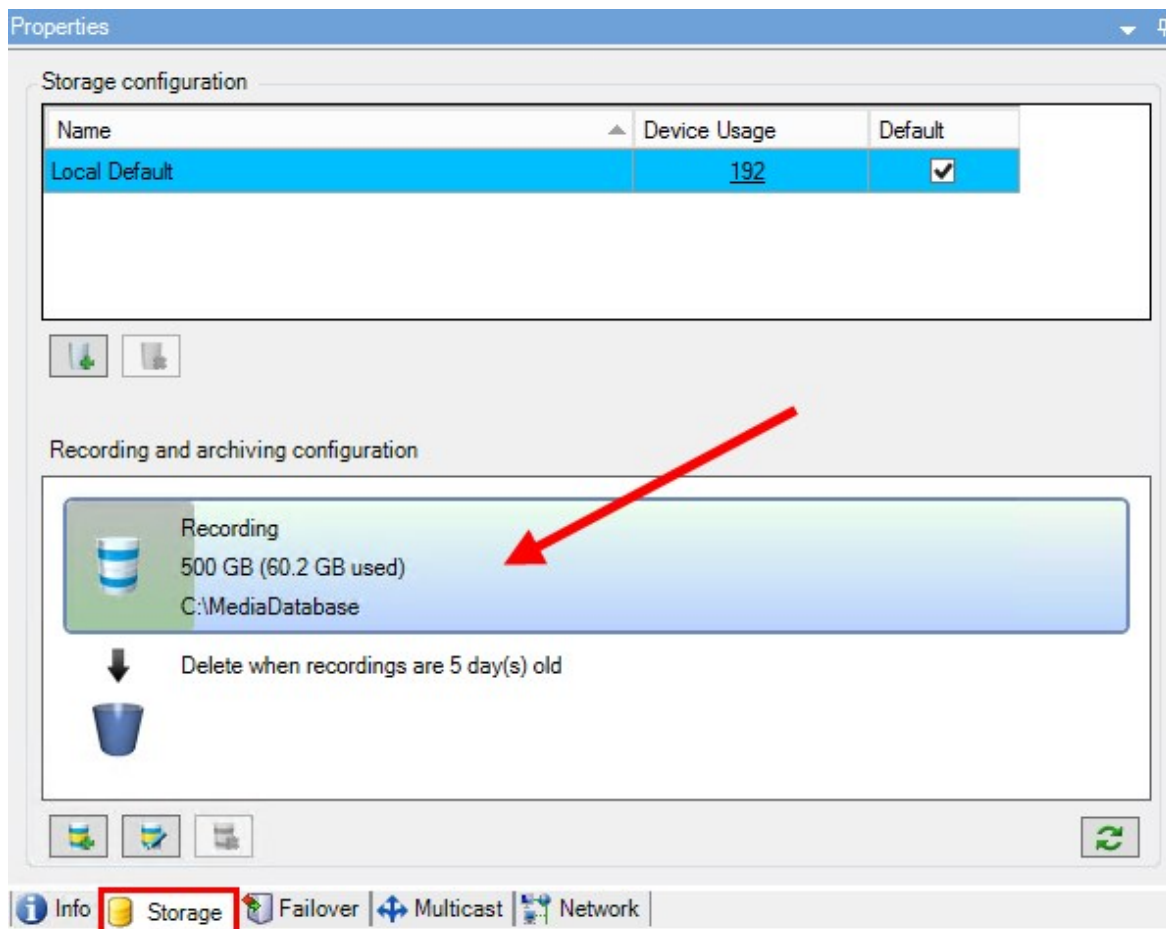 Properties
Storage configuration
Name Device Usage Default
Local Default 192
Recording and archiving configuration
Recording
500 GB (60.2 GB used)
C:\MediaDatabase
Delete when recordings are 5 day(s) old
Info Storage Failover Multicast Network